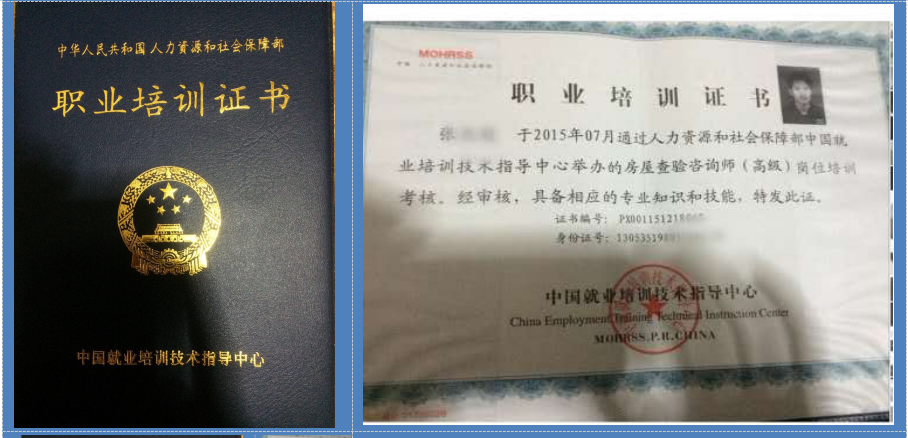 中华人民共和国人力资源和社会保障部
职业培训证书
中国就业培训技术指导中心
MOHRSS
职业培训证书
张 于2015年07月通过人力资源和社会保障部中国就
业培训技术指导中心举办的房屋查验咨询师（高级）岗位培训
考核。经审核，具备相应的专业知识和技能，特发此证。
证书编号： PX001151218
身份证号： 13053519
中国就业培训技术指导中心
China Employment Training Technical Instruction Center
MOHRSS.P.R.CHINA